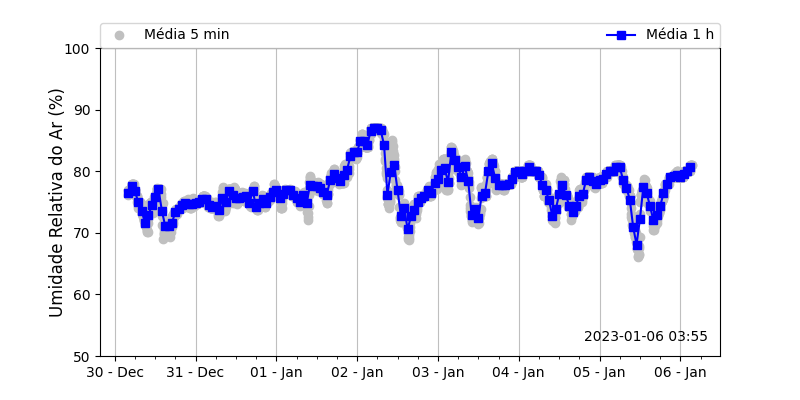 Média 5 min
Média 1 h
Umidade Relativa do Ar (%)
100
90
80
70
60
50
2023-01-06 03:55
30 - Dec
31 - Dec
01 - Jan
02 - Jan
03 - Jan
04 - Jan
05 - Jan
06 - Jan